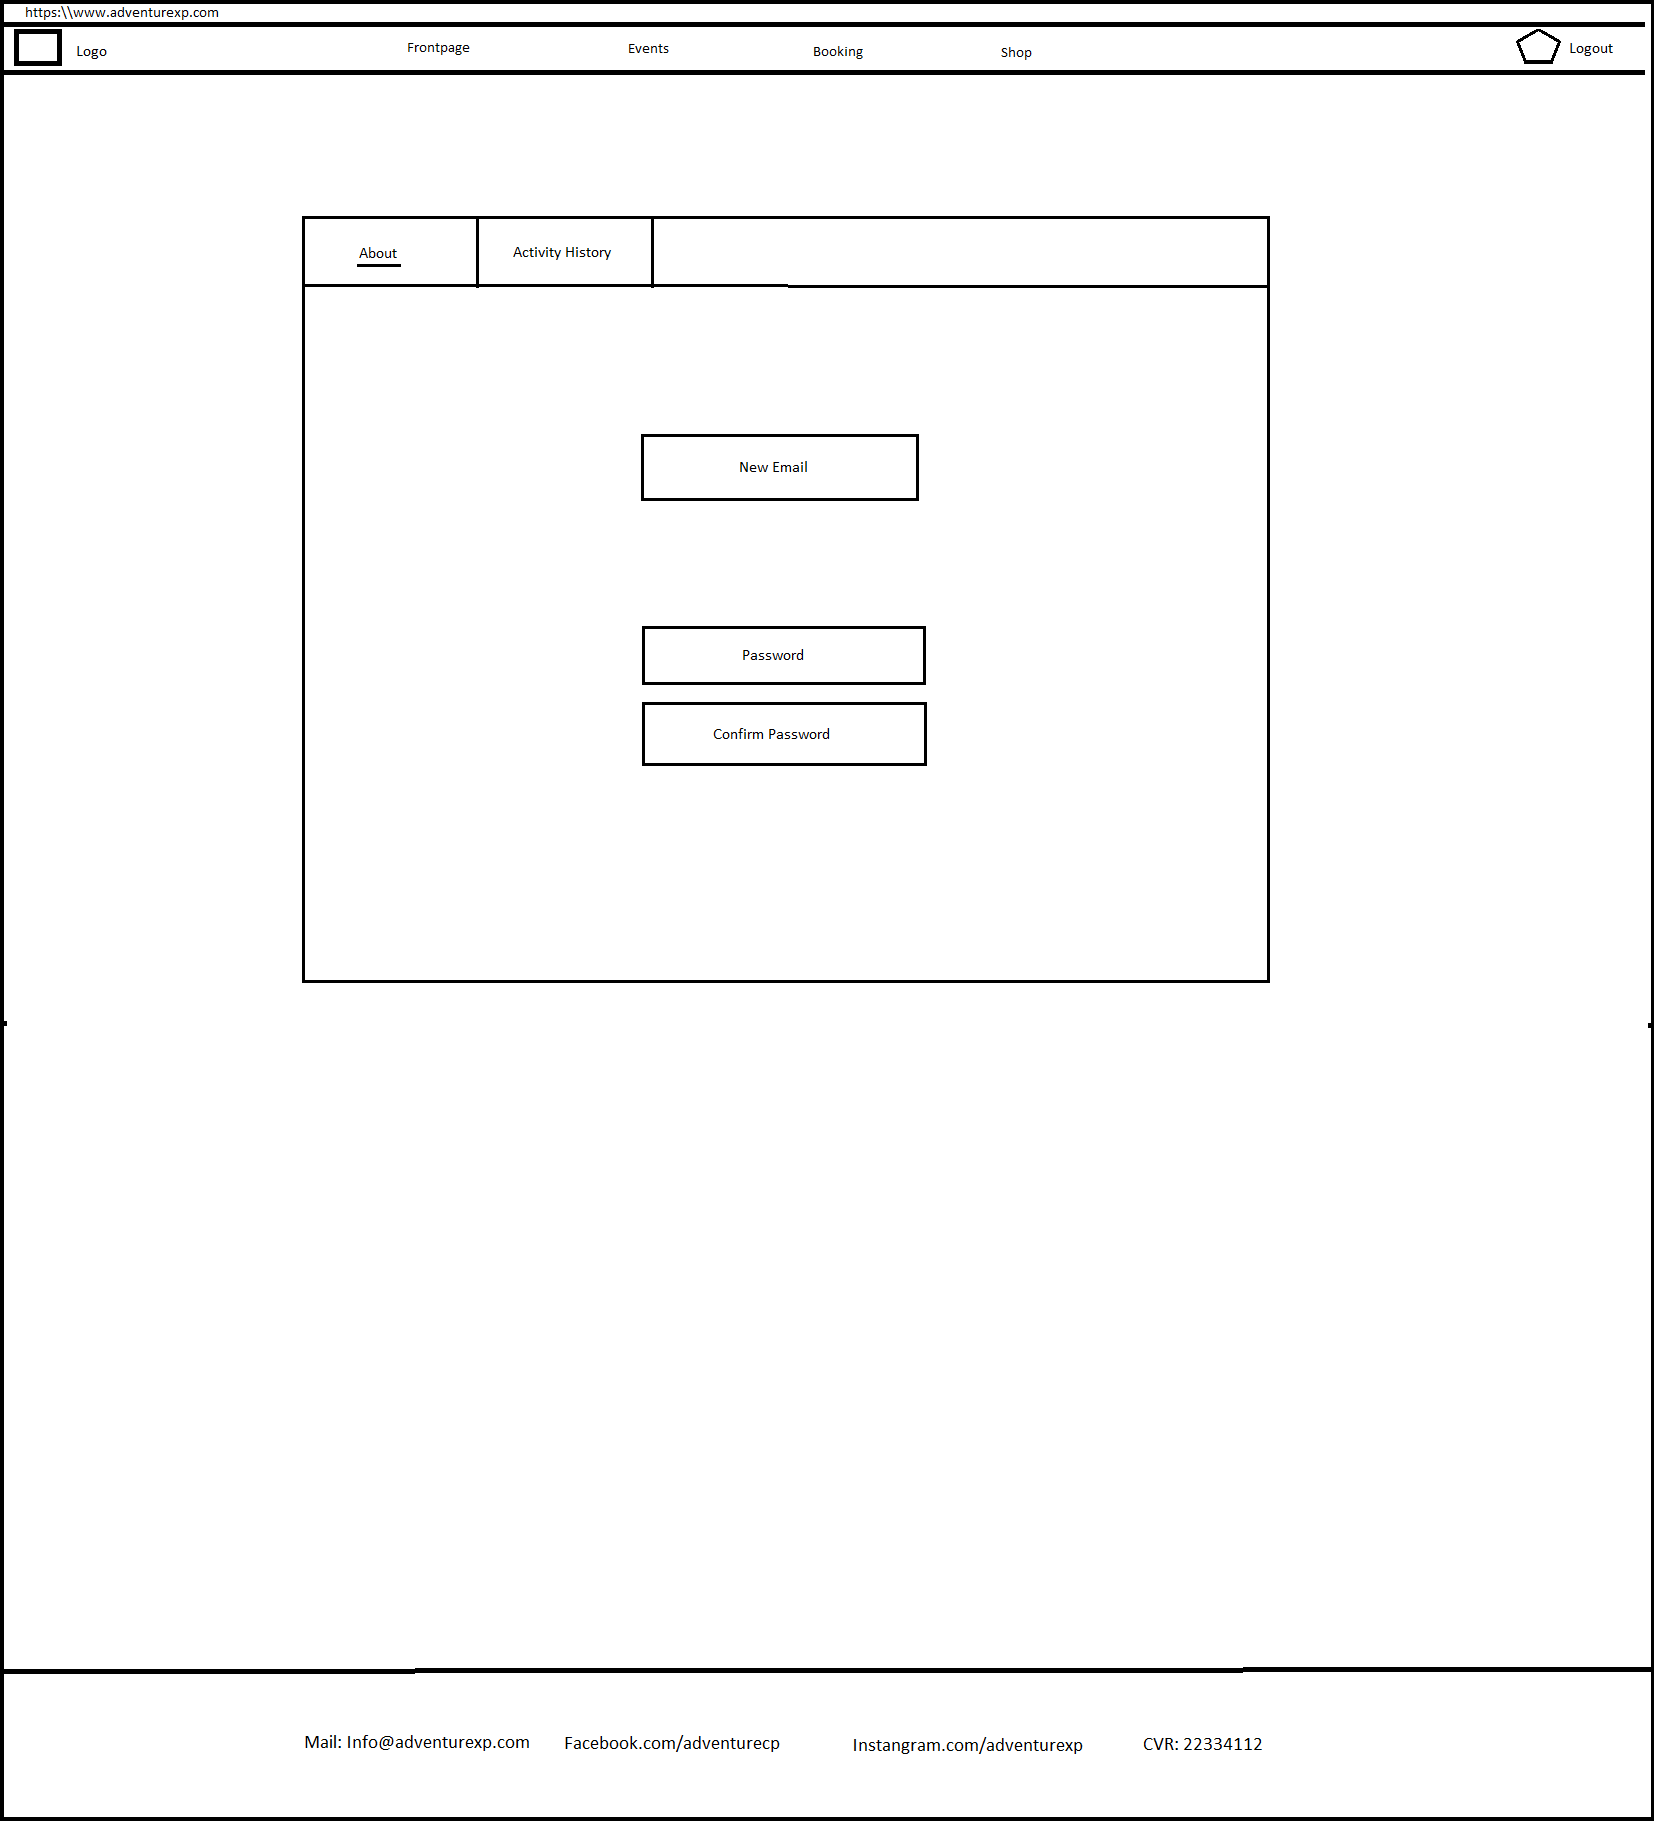 https:\\www.adventurexp.com
Logo
Frontpage
Events
Booking
Shop
Logout
About
Activity History
New Email
Password
Confirm Password
Mail: Info@adventurexp.com
Facebook.com/adventurecp
Instangram.com/adventurexp
CVR: 22334112